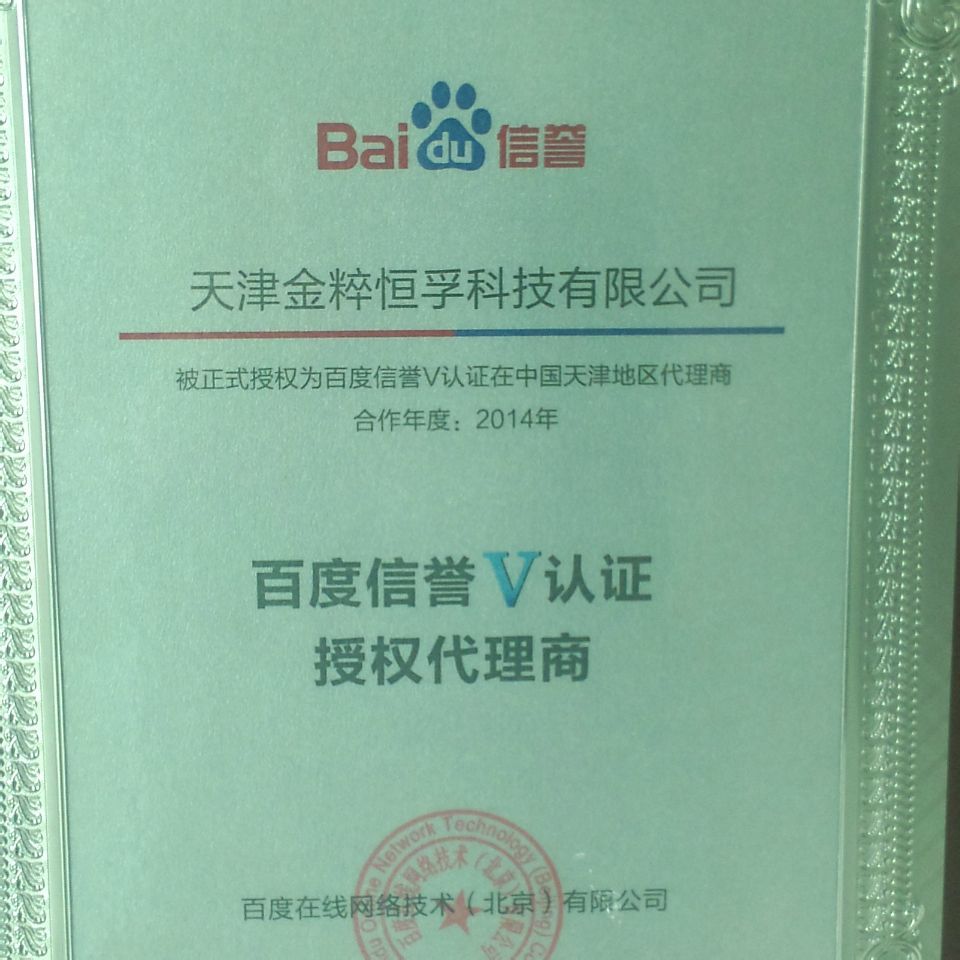 Baidu信誉
天津金粹恒孚科技有限公司
被正式授权为百度信誉V认证在中国天津地区代理商
合作年度：2014年
百度信誉V认证
授权代理商
百度在线网络技术（北京）有限公司